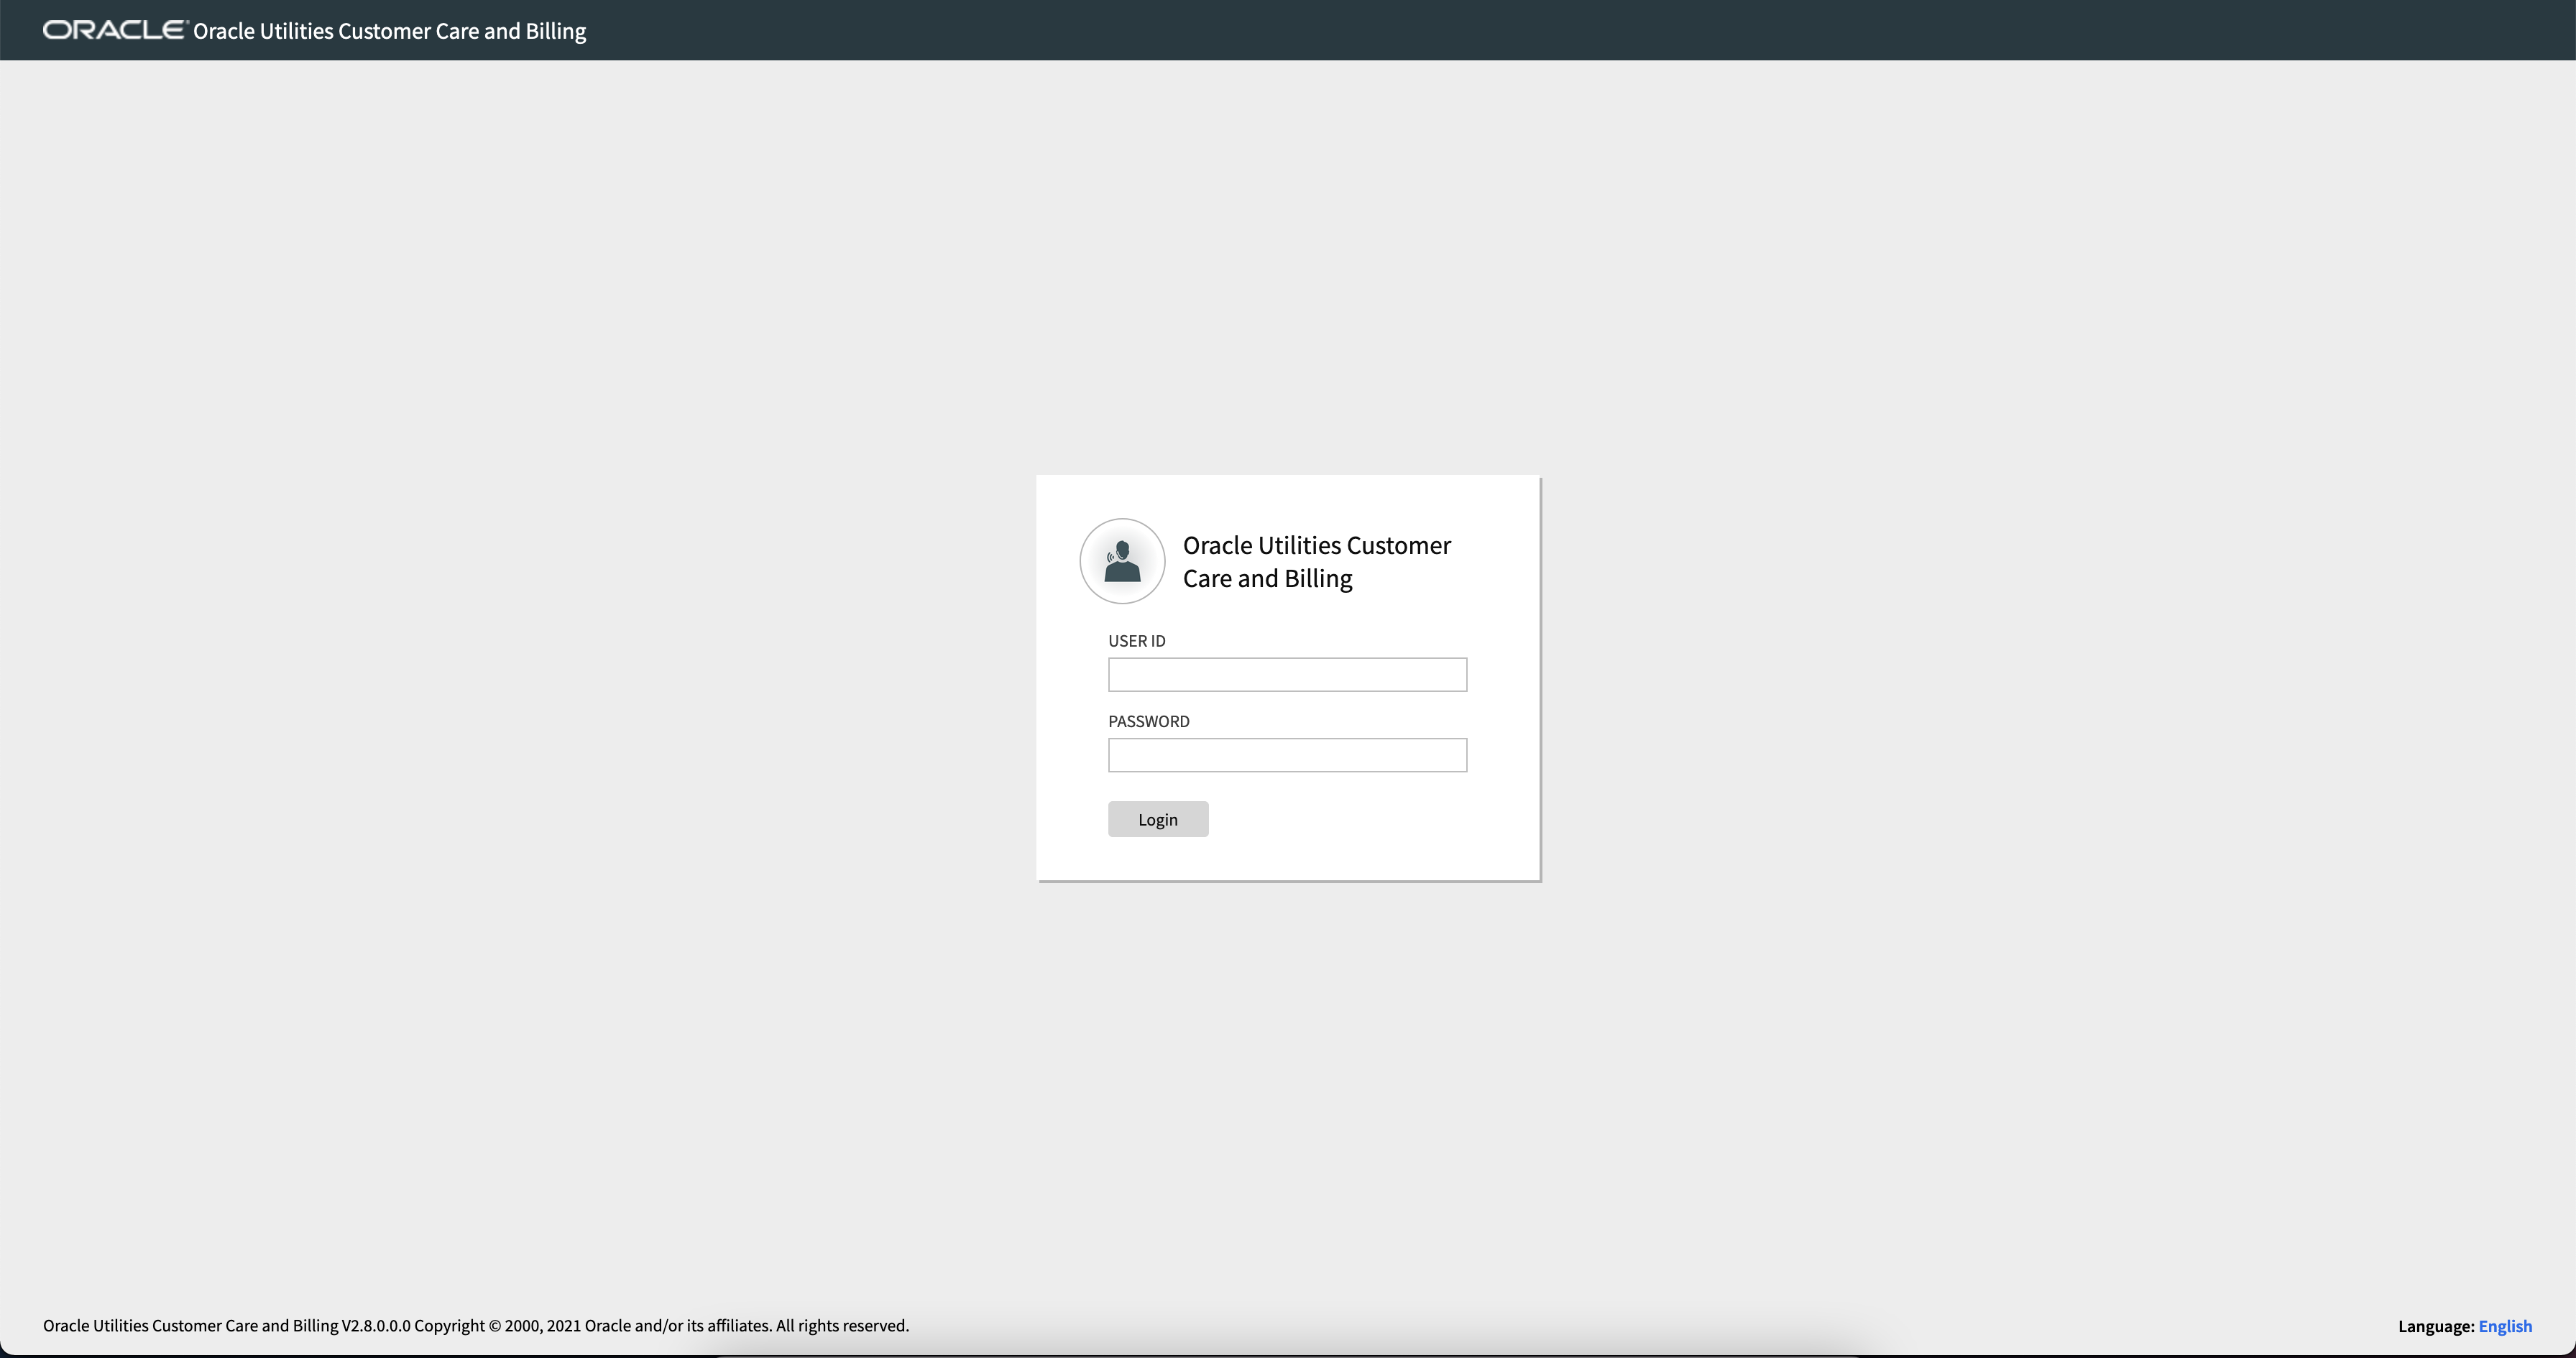 ORACLE Oracle Utilities Customer Care and Billing
Oracle Utilities Customer
Care and Billing
USER ID
PASSWORD
Login
Oracle Utilities Customer Care and Billing V2.8.0.0.0 Copyright © 2000, 2021 Oracle and/or its affiliates. All rights reserved.
Language: English